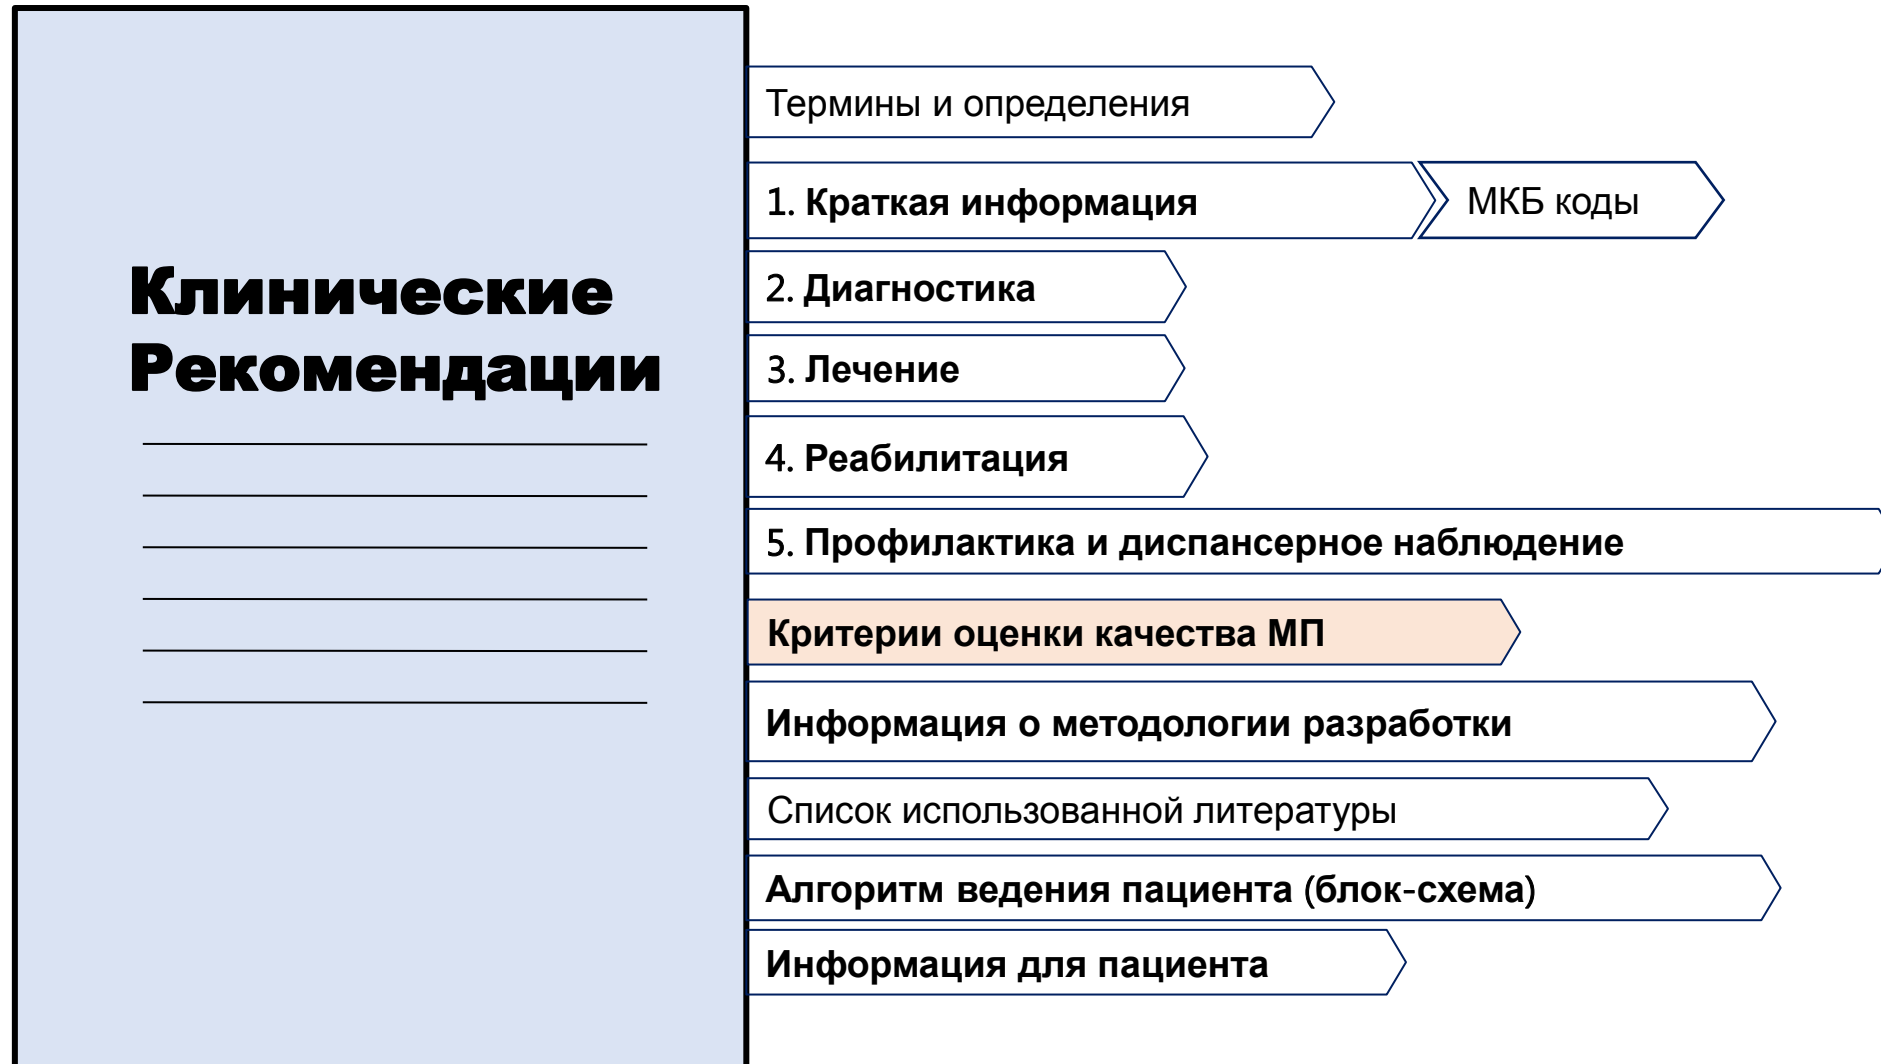 Клинические
Рекомендации
Термины и определения
1. Краткая информация
МКБ коды
2. Диагностика
3. Лечение
4. Реабилитация
5. Профилактика и диспансерное наблюдение
Критерии оценки качества МП
Информация о методологии разработки
Список использованной литературы
Алгоритм ведения пациента (блок-схема)
Информация для пациента